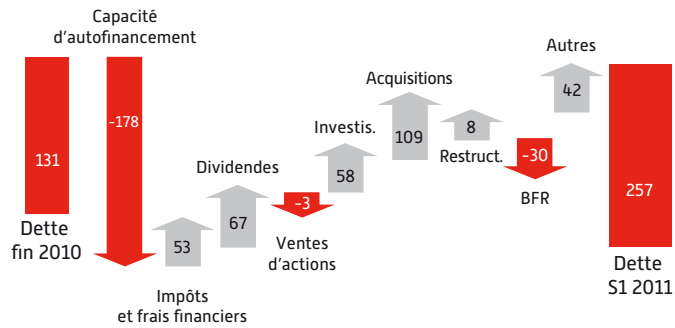 Capacité
d'autofinancement
131
-178
Dette
fin 2010
53
Impôts
et frais financiers
Dividendes
67
-3
Ventes
d'actions
Investis.
58
Acquisitions
109
8
Restruct.
-30
BFR
Autres
42
257
Dette
S1 2011